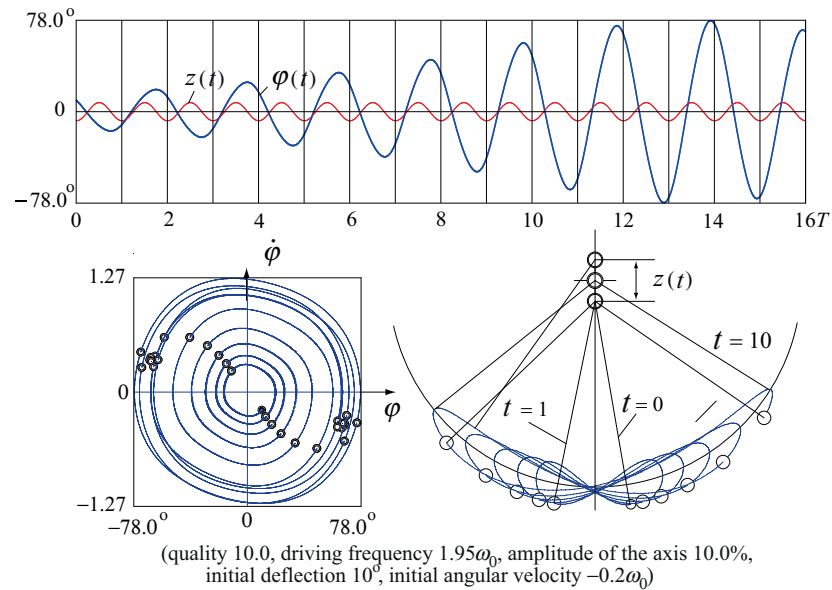 78.0°
z(t) φ(t)
0
−78.0°
0 2 4 6 8 10 12 14 16T
φ̇
1.27
0
φ
−1.27
−78.0° 0 78.0°
z(t)
t = 10
t = 1 t = 0
(quality 10.0, driving frequency 1.95ω₀, amplitude of the axis 10.0%,
initial deflection 10°, initial angular velocity −0.2ω₀)